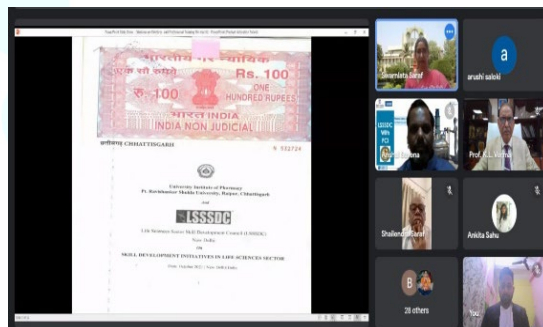 भारतीय गैर न्यायिक
एक सौ रुपये
Rs. 100
रु. 100
ONE
HUNDRED RUPEES
भारत INDIA
INDIA NON JUDICIAL
छत्तीसगढ़ CHHATTISGARH
University Institute of Pharmacy
Pt. Ravishankar Shukla University, Raipur, Chhattisgarh
and
LSSSDC
Life Sciences Sector Skill Development Council (LSSSDC)
New Delhi
on
SKILL DEVELOPMENT INITIATIVES IN LIFE SCIENCES SECTOR
Swarnlata Saraf
a
arushi saloki
LSSSDC
PCI
Prof. K.L. Verma
Shailendra Saraf
Ankita Sahu
B
28 others
You